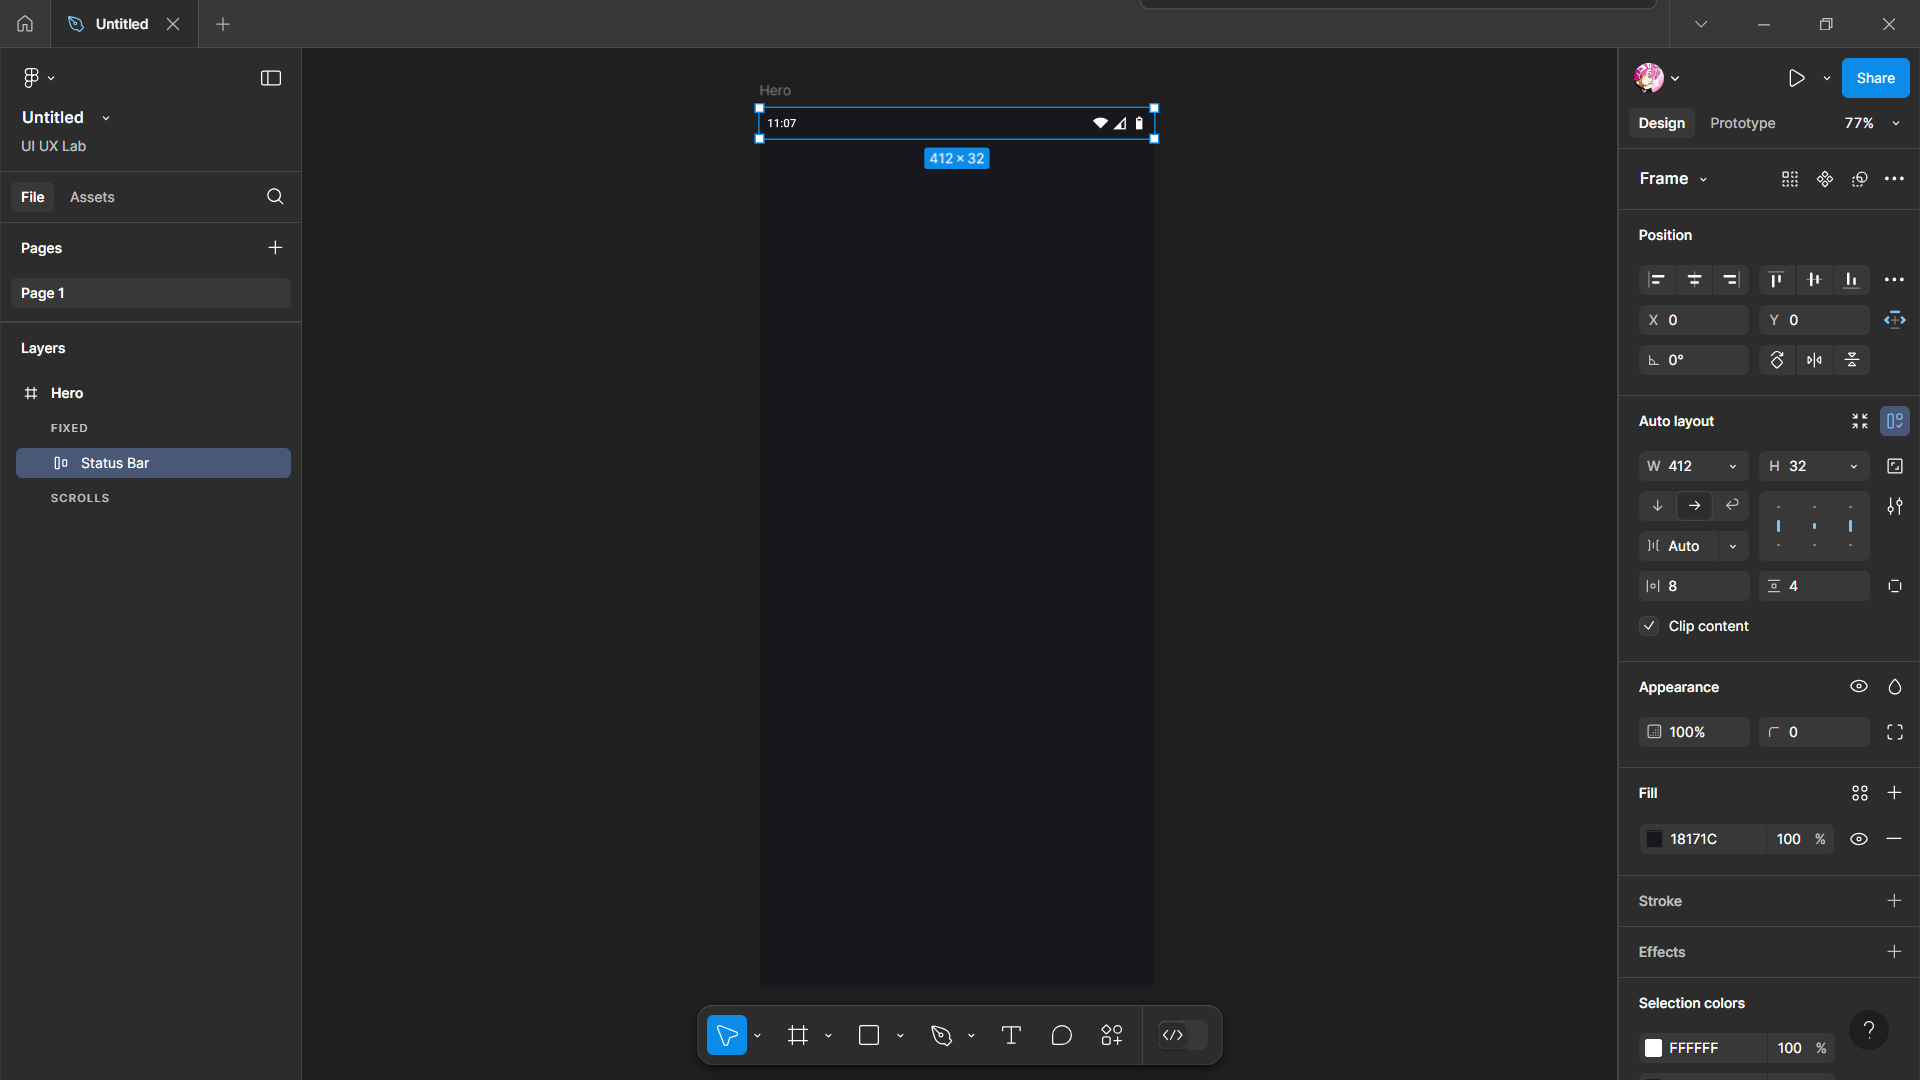 Untitled
Untitled
UI UX Lab
File
Assets
Pages
Page 1
Layers
Hero
FIXED
Status Bar
SCROLLS
Hero
11:07
412 × 32
Share
Design
Prototype
77%
Frame
Position
X 0
Y 0
0°
Auto layout
W 412
H 32
Auto
8
4
Clip content
Appearance
100%
0
Fill
18171C 100 %
Stroke
Effects
Selection colors
FFFFFF 100 %
?